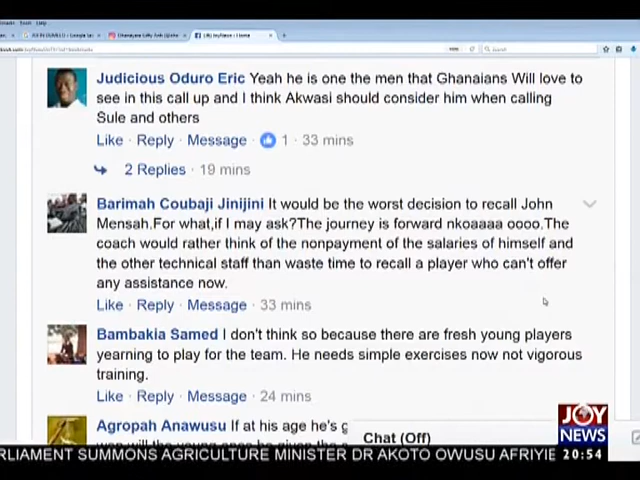 Judicious Oduro Eric Yeah he is one the men that Ghanaians Will love to
see in this call up and I think Akwasi should consider him when calling
Sule and others
Like · Reply · Message · 1 · 33 mins
2 Replies · 19 mins
Barimah Coubaji Jinijini It would be the worst decision to recall John
Mensah.For what,if I may ask?The journey is forward nkoaaaa oooo.The
coach would rather think of the nonpayment of the salaries of himself and
the other technical staff than waste time to recall a player who can't offer
any assistance now.
Like · Reply · Message · 33 mins
Bambakia Samed I don't think so because there are fresh young players
yearning to play for the team. He needs simple exercises now not vigorous
training.
Like · Reply · Message · 24 mins
Agropah Anawusu If at his age he's
Chat (Off)
JOY
NEWS
RLIAMENT SUMMONS AGRICULTURE MINISTER DR AKOTO OWUSU AFRIYIE
20:54